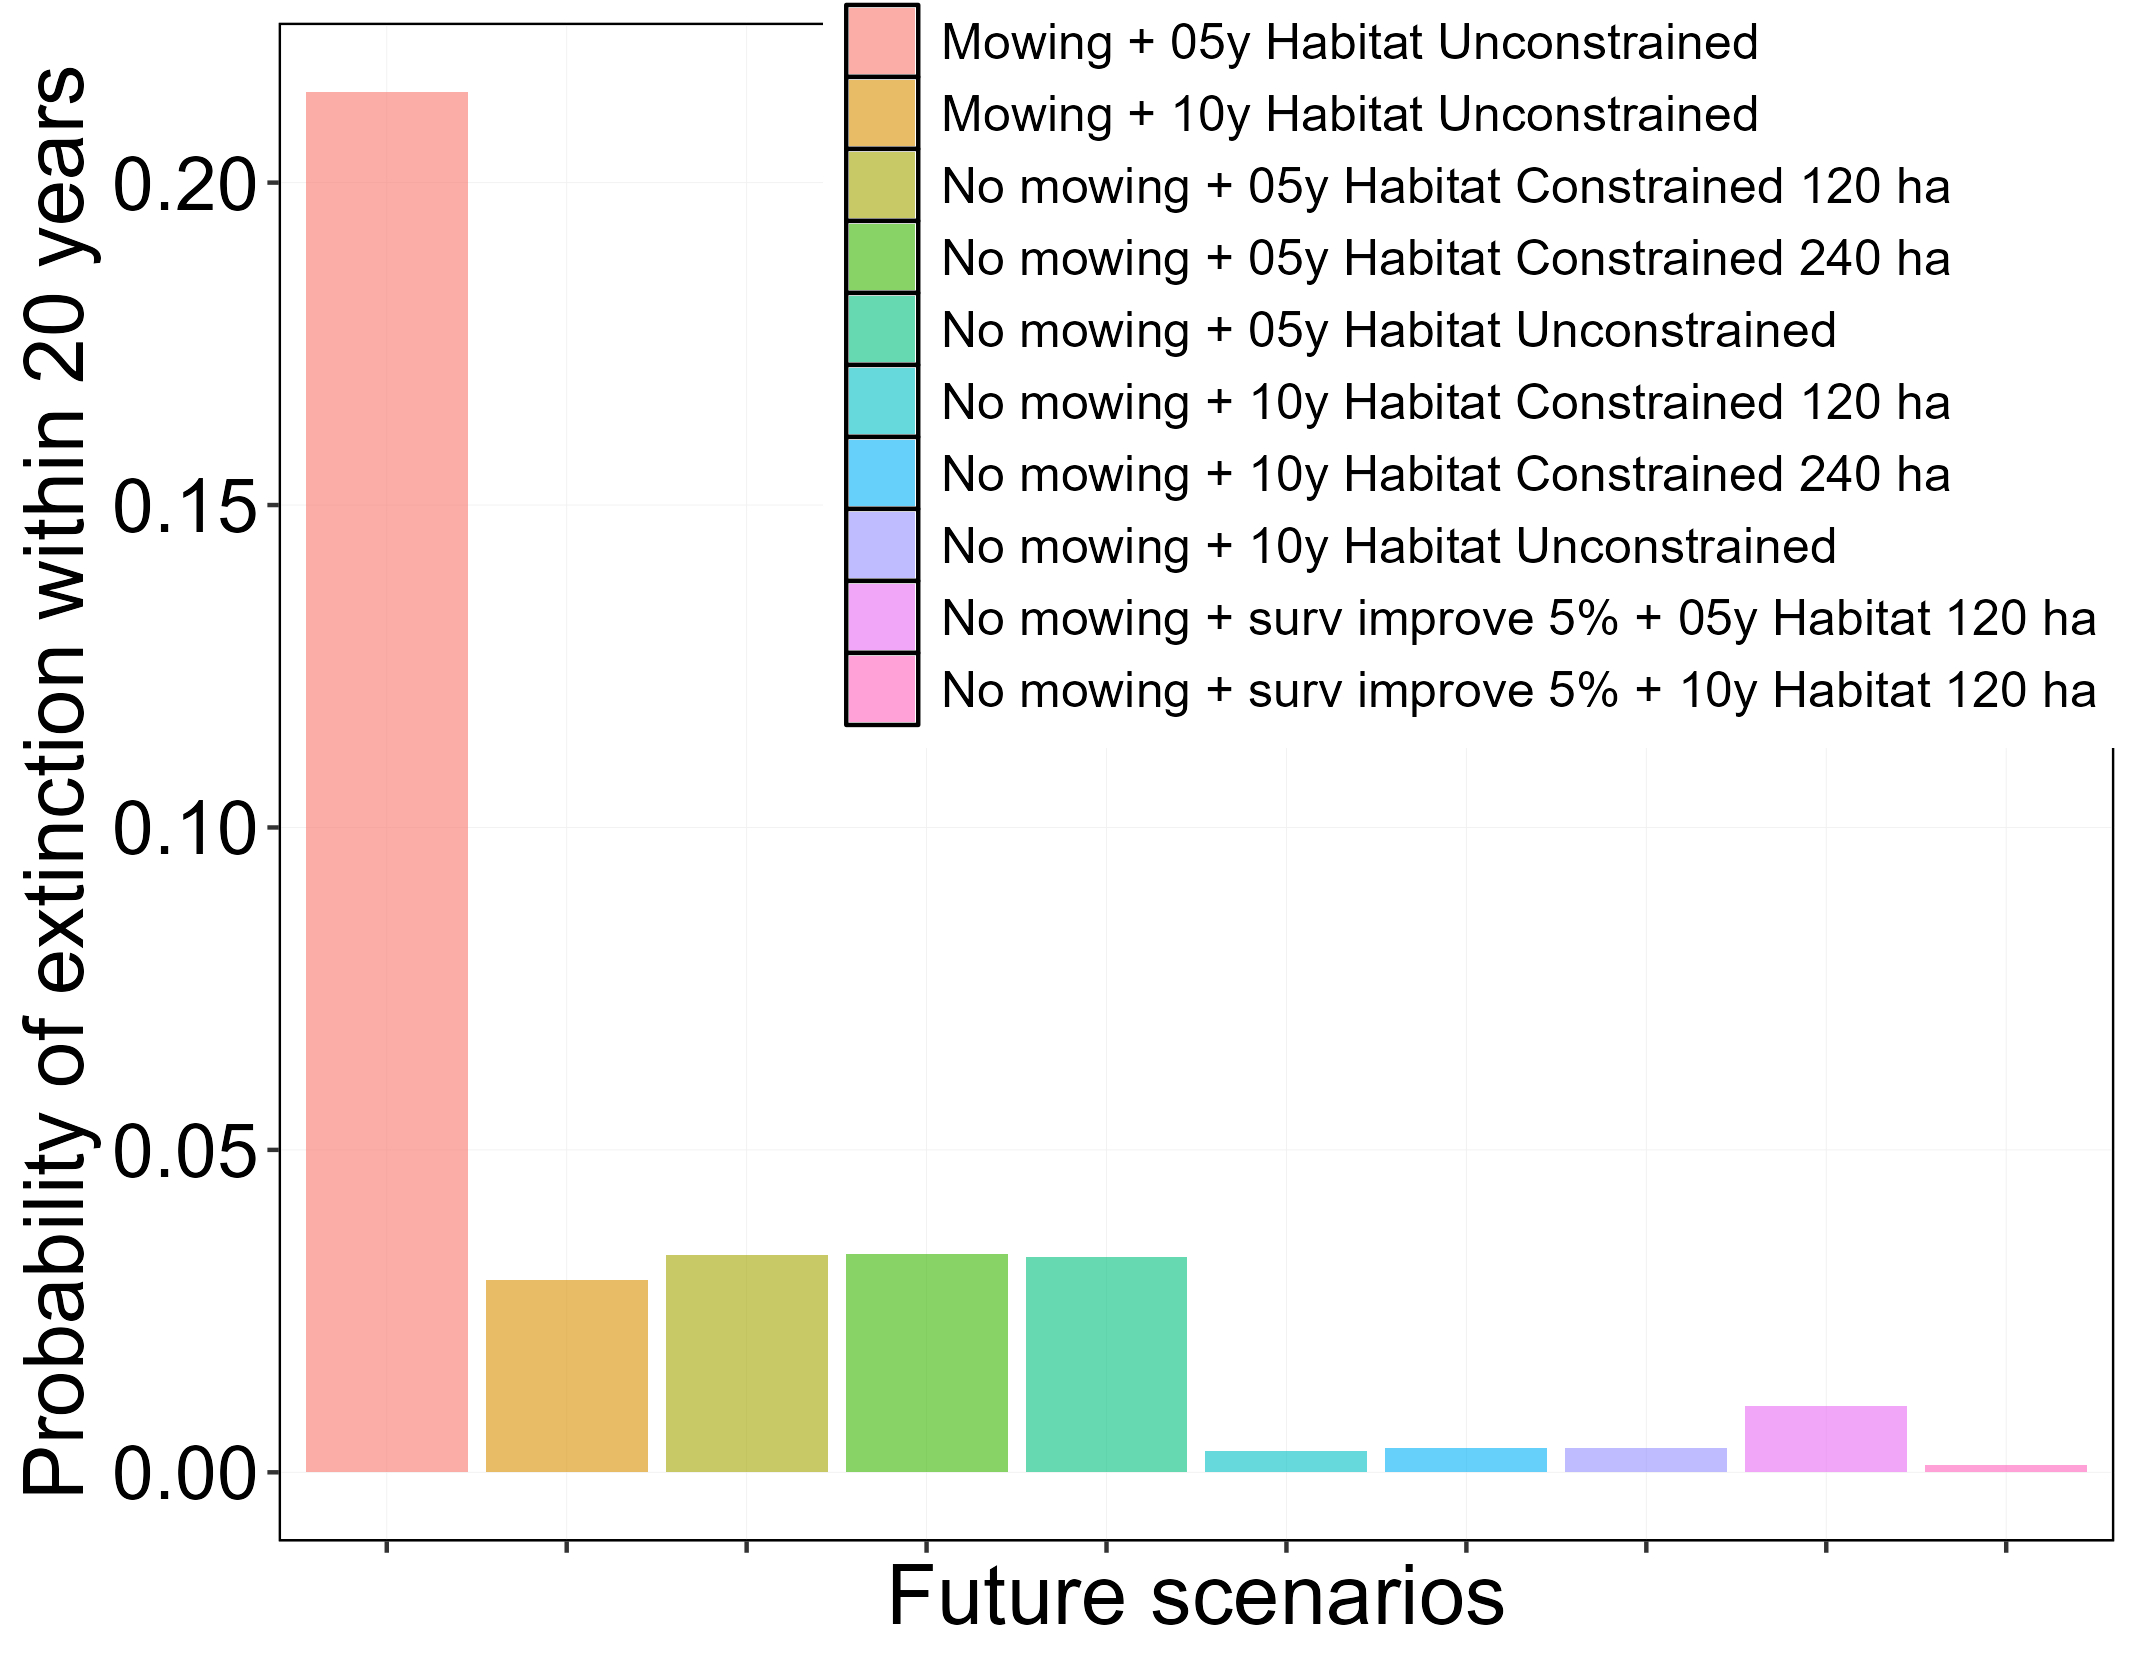 Mowing + 05y Habitat Unconstrained
Mowing + 10y Habitat Unconstrained
No mowing + 05y Habitat Constrained 120 ha
No mowing + 05y Habitat Constrained 240 ha
No mowing + 05y Habitat Unconstrained
No mowing + 10y Habitat Constrained 120 ha
No mowing + 10y Habitat Constrained 240 ha
No mowing + 10y Habitat Unconstrained
No mowing + surv improve 5% + 05y Habitat 120 ha
No mowing + surv improve 5% + 10y Habitat 120 ha
Probability of extinction within 20 years
0.20
0.15
0.10
0.05
0.00
Future scenarios